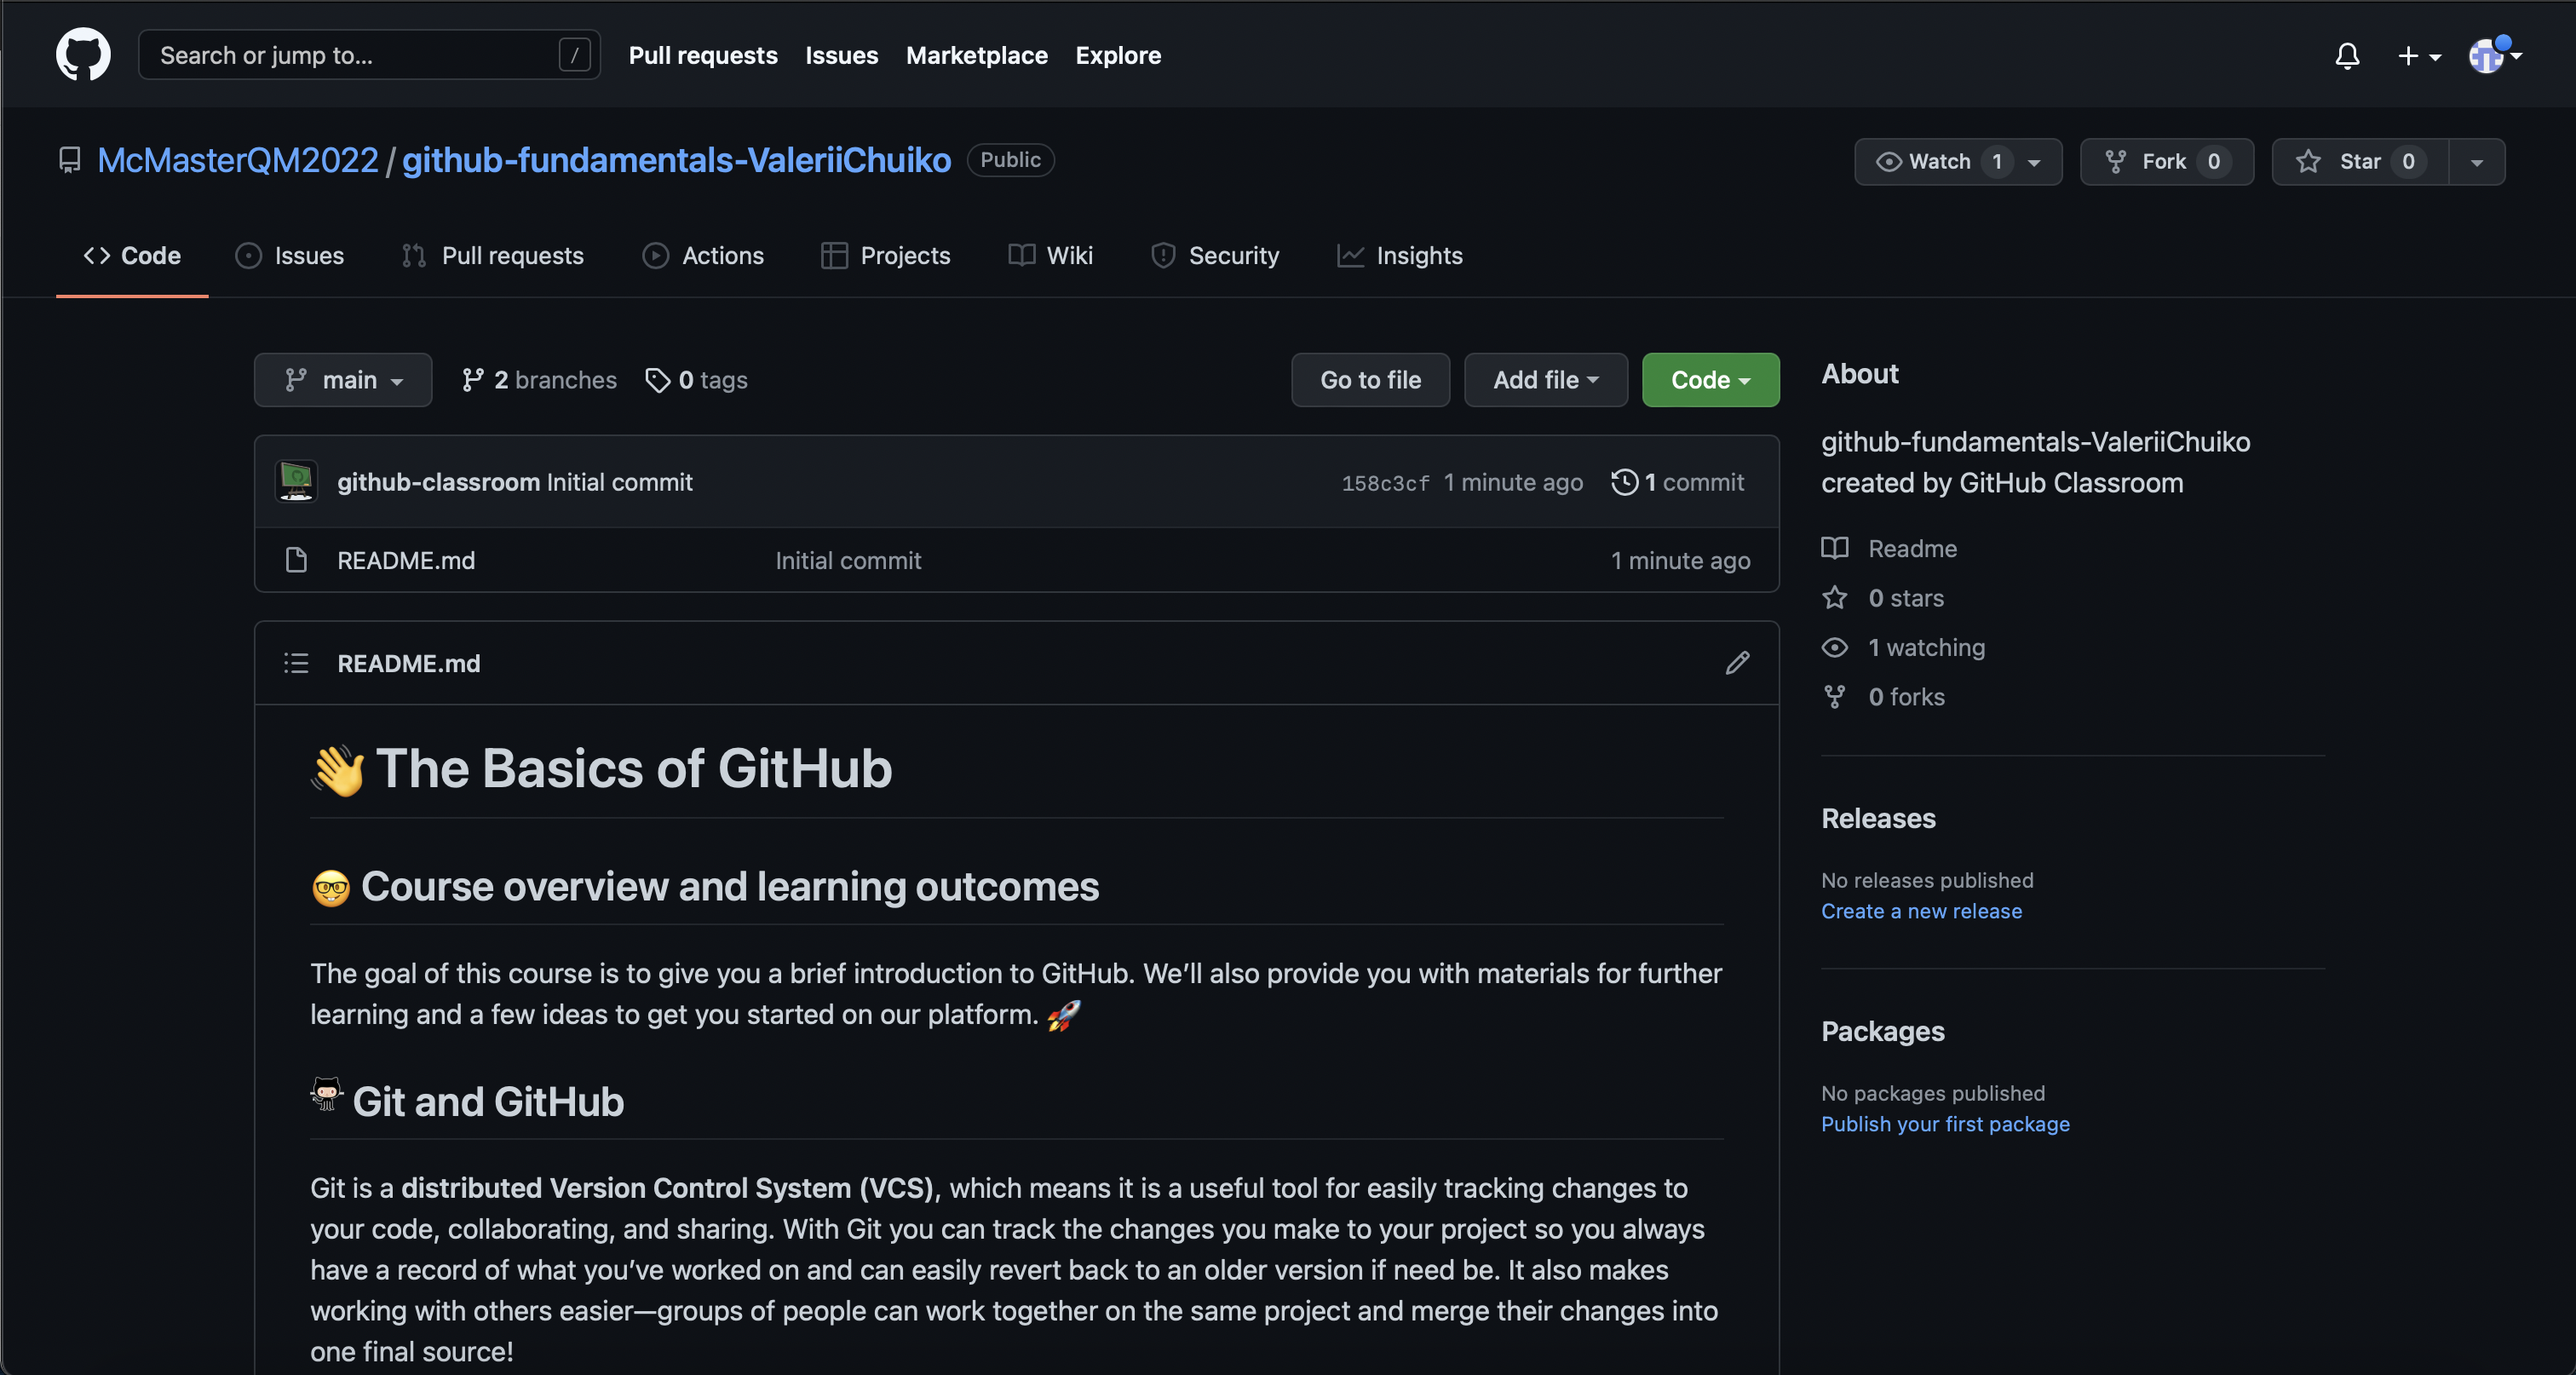 Search or jump to... /
Pull requests Issues Marketplace Explore
McMasterQM2022 / github-fundamentals-ValeriiChuiko Public
Watch 1 Fork 0 Star 0
Code Issues Pull requests Actions Projects Wiki Security Insights
main 2 branches 0 tags Go to file Add file Code
github-classroom Initial commit 158c3cf 1 minute ago 1 commit
README.md Initial commit 1 minute ago
README.md
👋 The Basics of GitHub
🤓 Course overview and learning outcomes
The goal of this course is to give you a brief introduction to GitHub. We’ll also provide you with materials for further
learning and a few ideas to get you started on our platform. 🚀
Git and GitHub
Git is a distributed Version Control System (VCS), which means it is a useful tool for easily tracking changes to
your code, collaborating, and sharing. With Git you can track the changes you make to your project so you always
have a record of what you’ve worked on and can easily revert back to an older version if need be. It also makes
working with others easier—groups of people can work together on the same project and merge their changes into
one final source!
About
github-fundamentals-ValeriiChuiko
created by GitHub Classroom
Readme
0 stars
1 watching
0 forks
Releases
No releases published
Create a new release
Packages
No packages published
Publish your first package